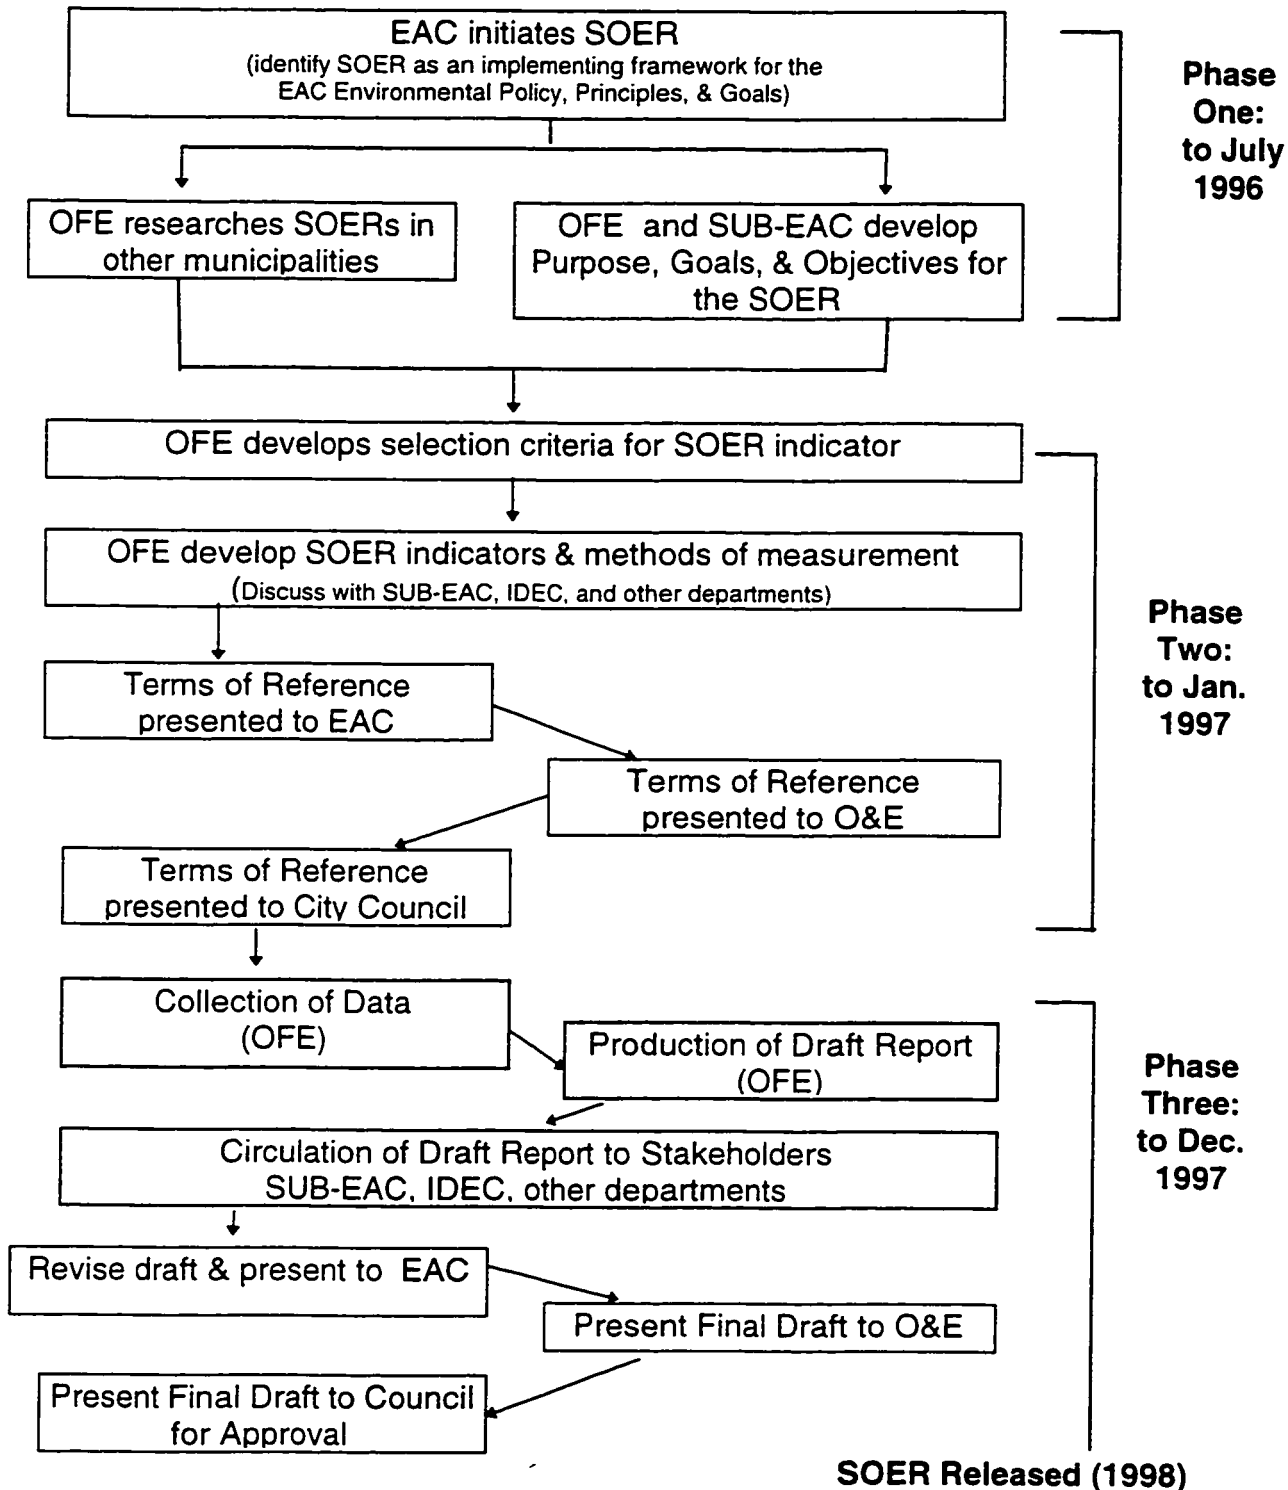 EAC initiates SOER
(identify SOER as an implementing framework for the
EAC Environmental Policy, Principles, & Goals)
Phase
One:
to July
1996
OFE researches SOERs in
other municipalities
OFE and SUB-EAC develop
Purpose, Goals, & Objectives for
the SOER
OFE develops selection criteria for SOER indicator
OFE develop SOER indicators & methods of measurement
(Discuss with SUB-EAC, IDEC, and other departments)
Phase
Two:
to Jan.
1997
Terms of Reference
presented to EAC
Terms of Reference
presented to O&E
Terms of Reference
presented to City Council
Collection of Data
(OFE)
Production of Draft Report
(OFE)
Phase
Three:
to Dec.
1997
Circulation of Draft Report to Stakeholders
SUB-EAC, IDEC, other departments
Revise draft & present to EAC
Present Final Draft to O&E
Present Final Draft to Council
for Approval
SOER Released (1998)